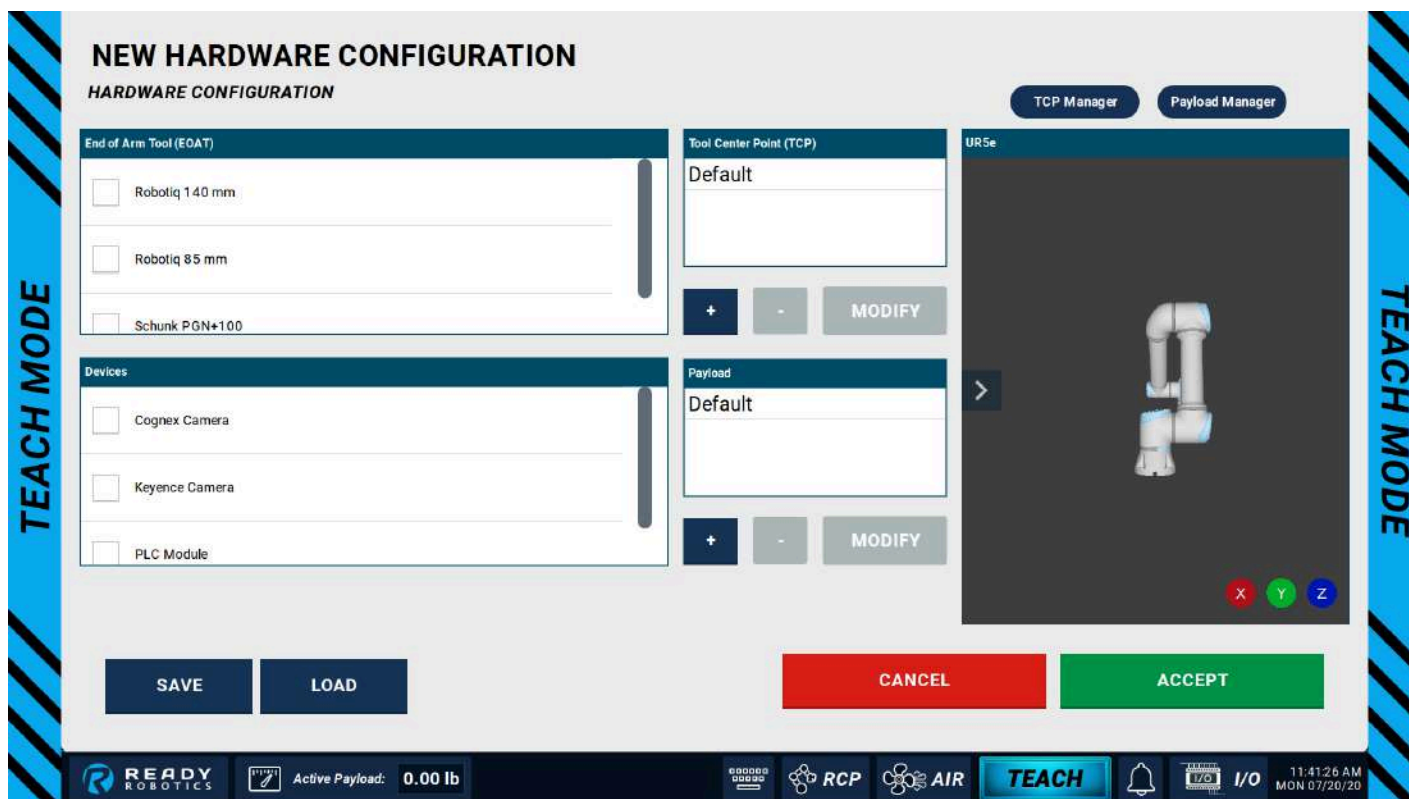 NEW HARDWARE CONFIGURATION
HARDWARE CONFIGURATION
TCP Manager
Payload Manager
End of Arm Tool (EOAT)
Robotiq 140 mm
Robotiq 85 mm
Schunk PGN+100
Tool Center Point (TCP)
Default
+
-
MODIFY
UR5e
Devices
Cognex Camera
Keyence Camera
PLC Module
Payload
Default
+
-
MODIFY
>
X
Y
Z
SAVE
LOAD
CANCEL
ACCEPT
TEACH MODE
TEACH MODE
READY
ROBOTICS
Active Payload: 0.00 lb
RCP
AIR
TEACH
I/O
I/O
11:41:26 AM
MON 07/20/20